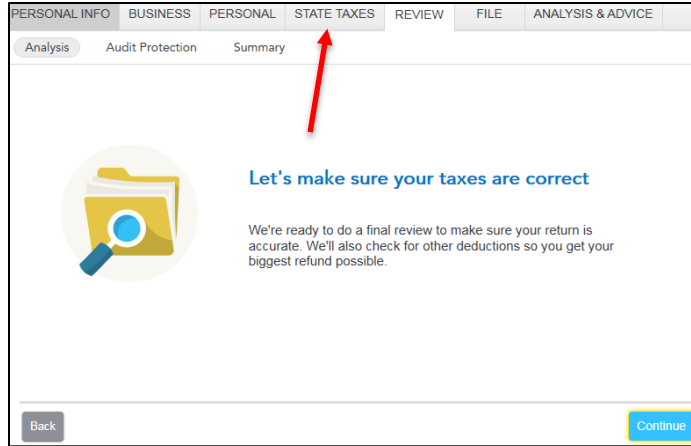 PERSONAL INFO BUSINESS PERSONAL STATE TAXES REVIEW FILE ANALYSIS & ADVICE
Analysis Audit Protection Summary
Let's make sure your taxes are correct
We're ready to do a final review to make sure your return is
accurate. We'll also check for other deductions so you get your
biggest refund possible.
Back Continue